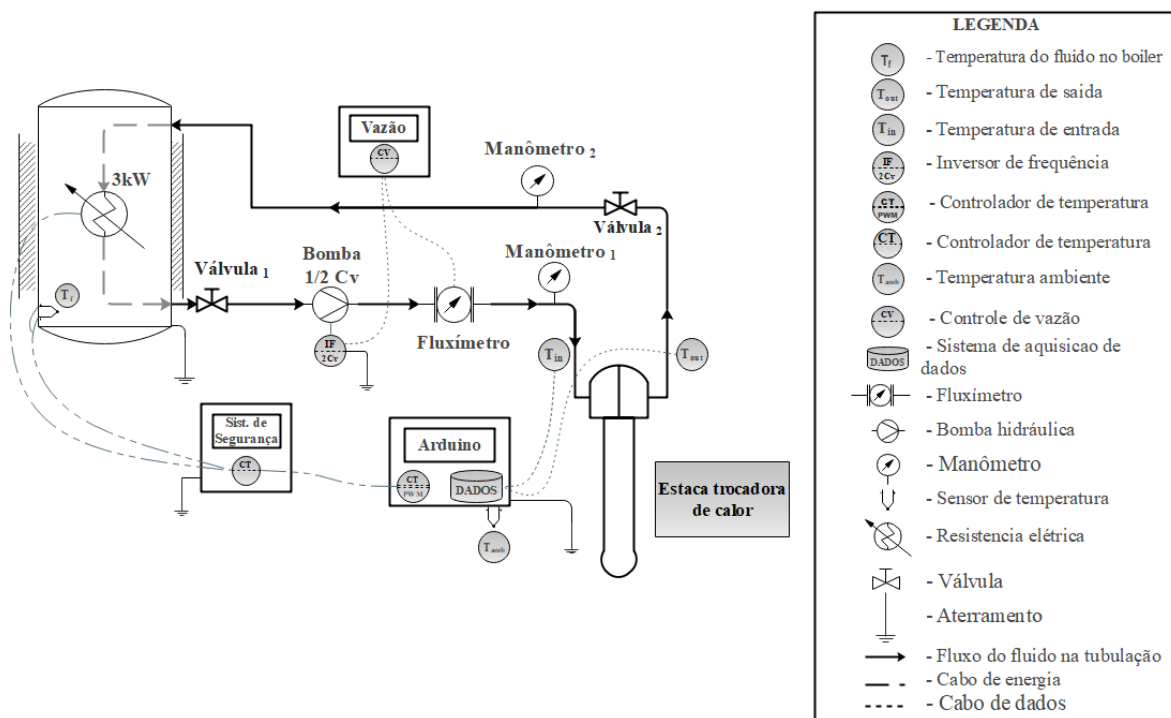 Vazão
CV
3kW
Manômetro 2
Válvula 2
Válvula 1
Bomba
1/2 Cv
Manômetro 1
Fluxímetro
Tf
IF
2 Cv
Tin
Tout
Sist. de
Segurança
CT
Arduino
CT
PWM
DADOS
Tamb
Estaca trocadora
de calor
LEGENDA
Tf - Temperatura do fluido no boiler
Tout - Temperatura de saida
Tin - Temperatura de entrada
IF
2 Cv
- Inversor de frequência
CT
PWM
- Controlador de temperatura
CT - Controlador de temperatura
Tamb - Temperatura ambiente
CV - Controle de vazão
DADOS
- Sistema de aquisicao de
dados
- Fluxímetro
- Bomba hidráulica
- Manômetro
- Sensor de temperatura
- Resistencia elétrica
- Válvula
- Aterramento
- Fluxo do fluido na tubulação
- Cabo de energia
- Cabo de dados